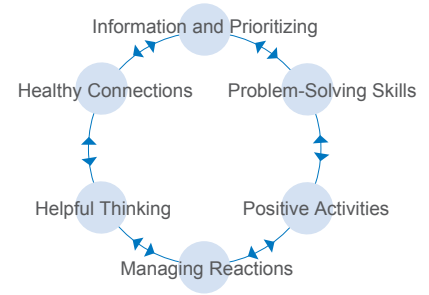 Information and Prioritizing
Healthy Connections
Problem-Solving Skills
Helpful Thinking
Positive Activities
Managing Reactions